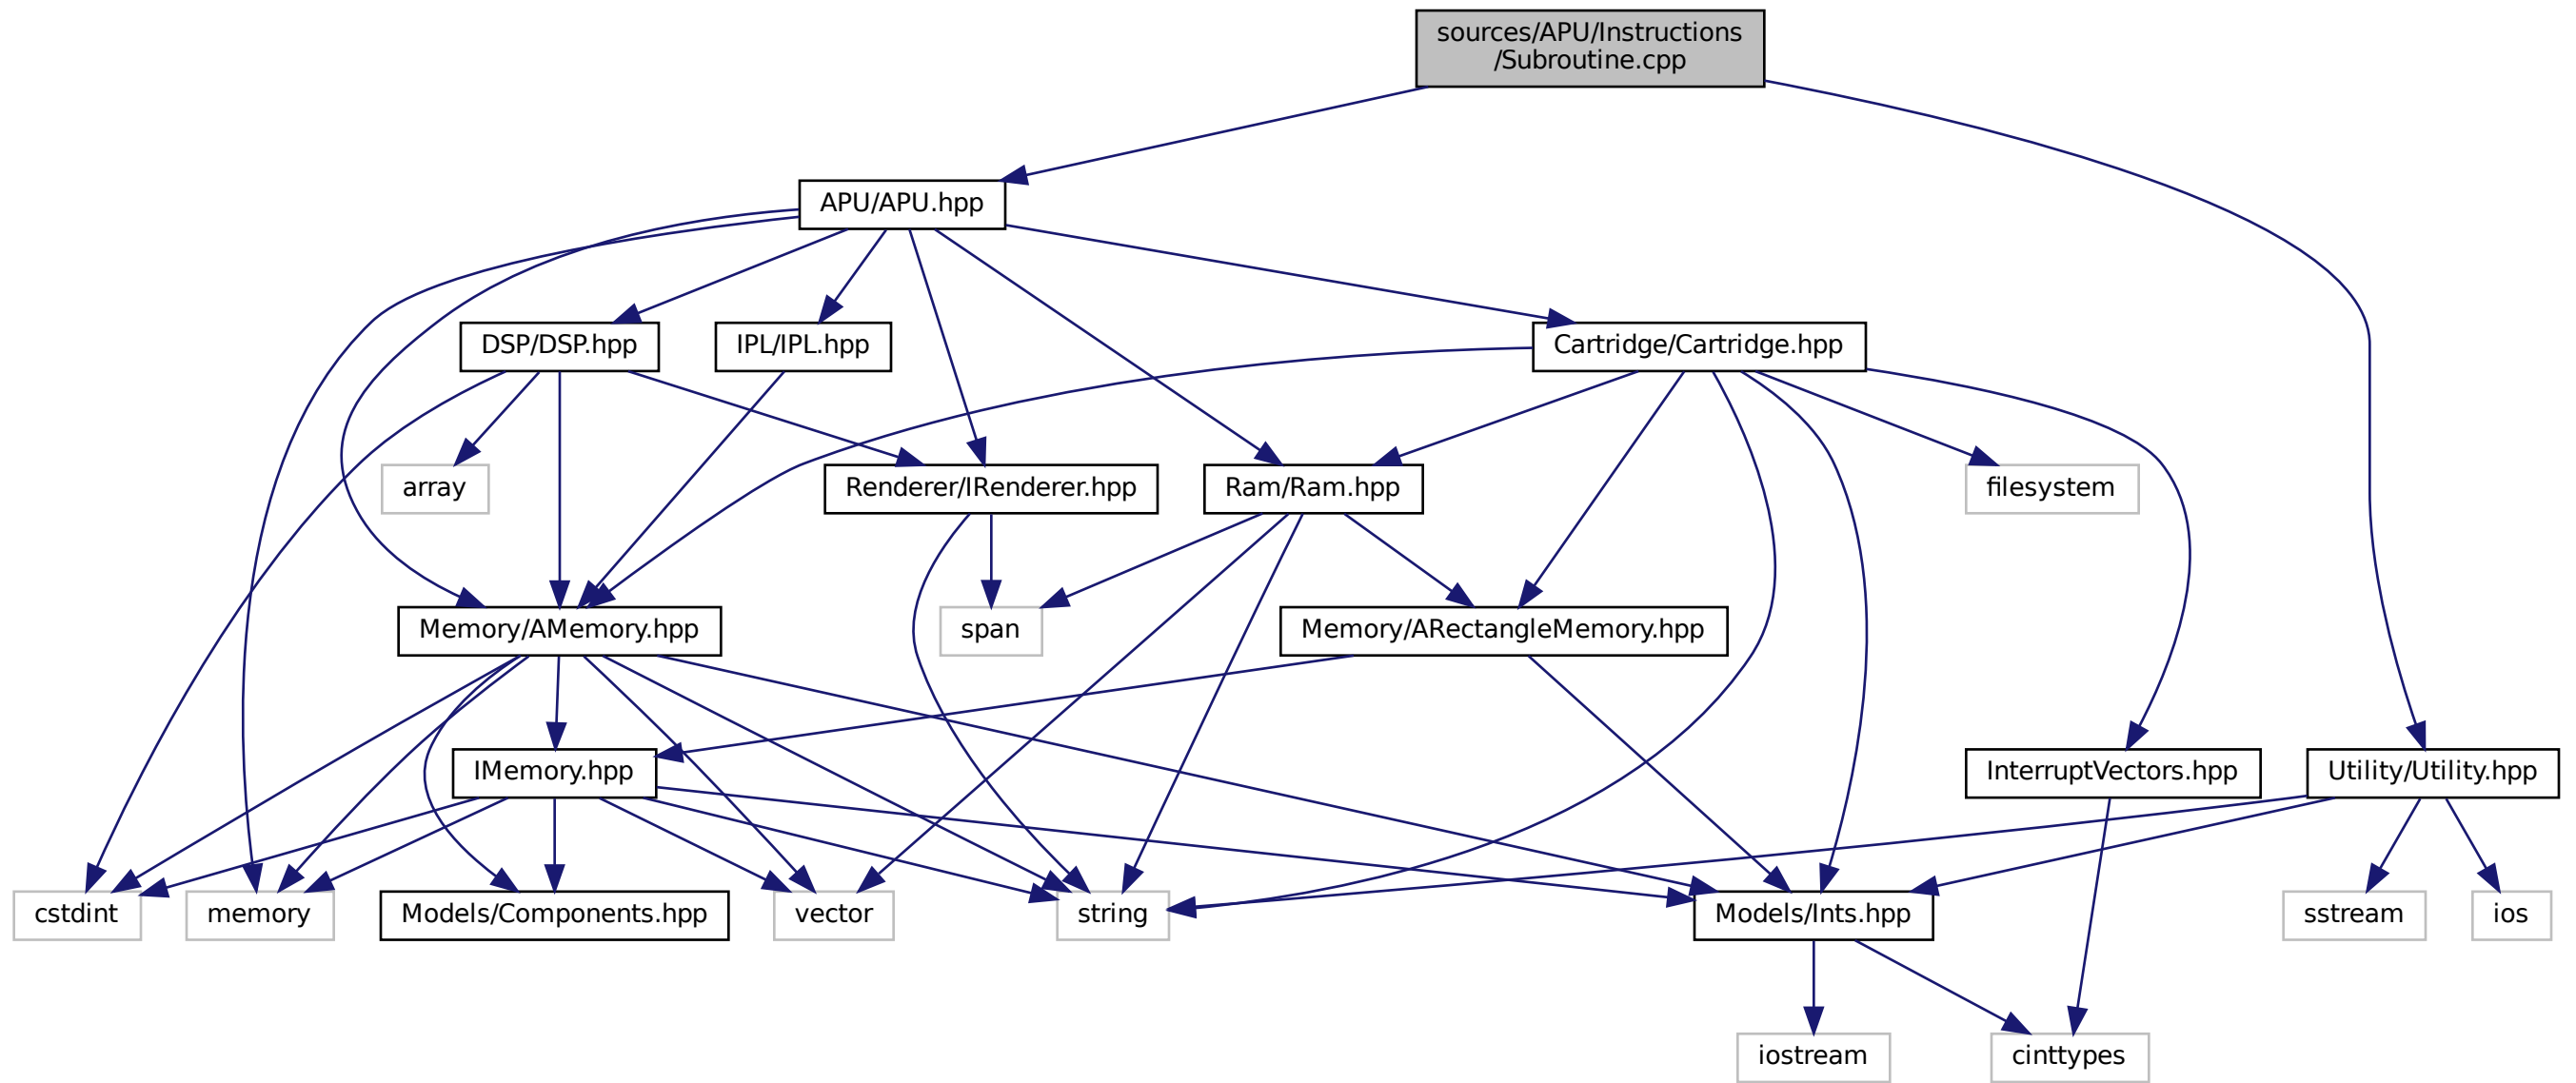 sources/APU/Instructions
/Subroutine.cpp
APU/APU.hpp
DSP/DSP.hpp
IPL/IPL.hpp
Cartridge/Cartridge.hpp
array
Renderer/IRenderer.hpp
Ram/Ram.hpp
filesystem
Memory/AMemory.hpp
span
Memory/ARectangleMemory.hpp
IMemory.hpp
InterruptVectors.hpp
Utility/Utility.hpp
cstdint
memory
Models/Components.hpp
vector
string
Models/Ints.hpp
sstream
ios
iostream
cinttypes